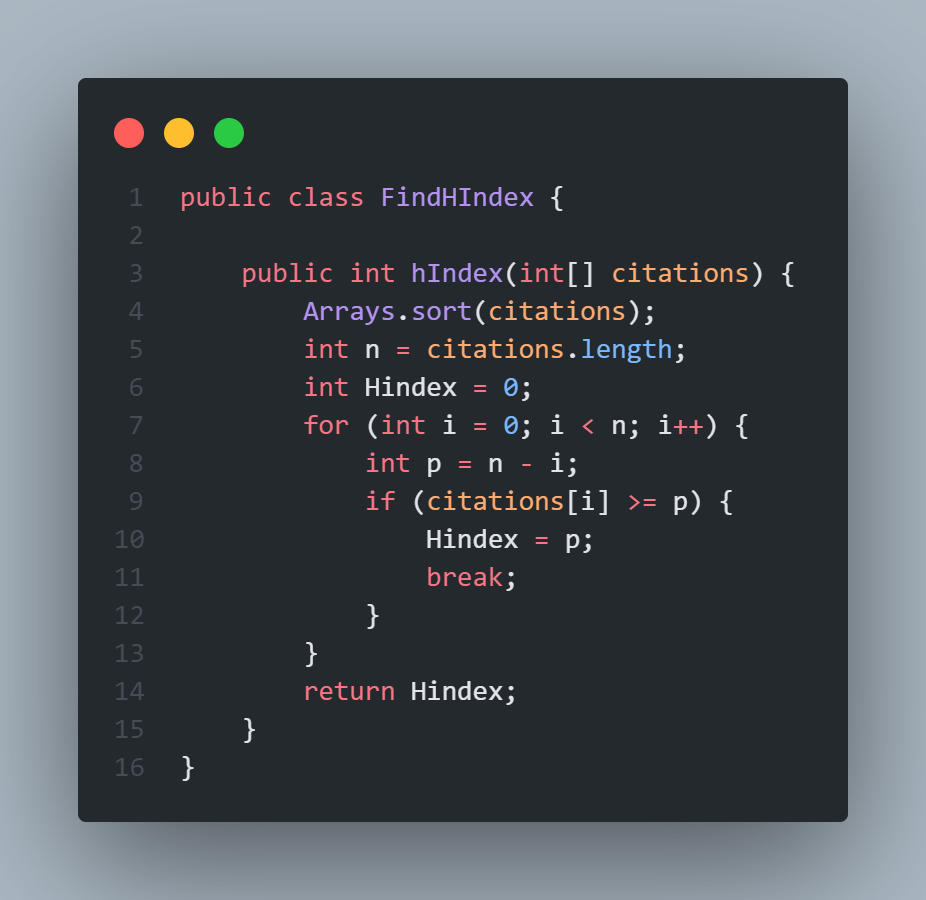 1 public class FindHIndex {
2
3     public int hIndex(int[] citations) {
4         Arrays.sort(citations);
5         int n = citations.length;
6         int Hindex = 0;
7         for (int i = 0; i < n; i++) {
8             int p = n - i;
9             if (citations[i] >= p) {
10                 Hindex = p;
11                 break;
12             }
13         }
14         return Hindex;
15     }
16 }